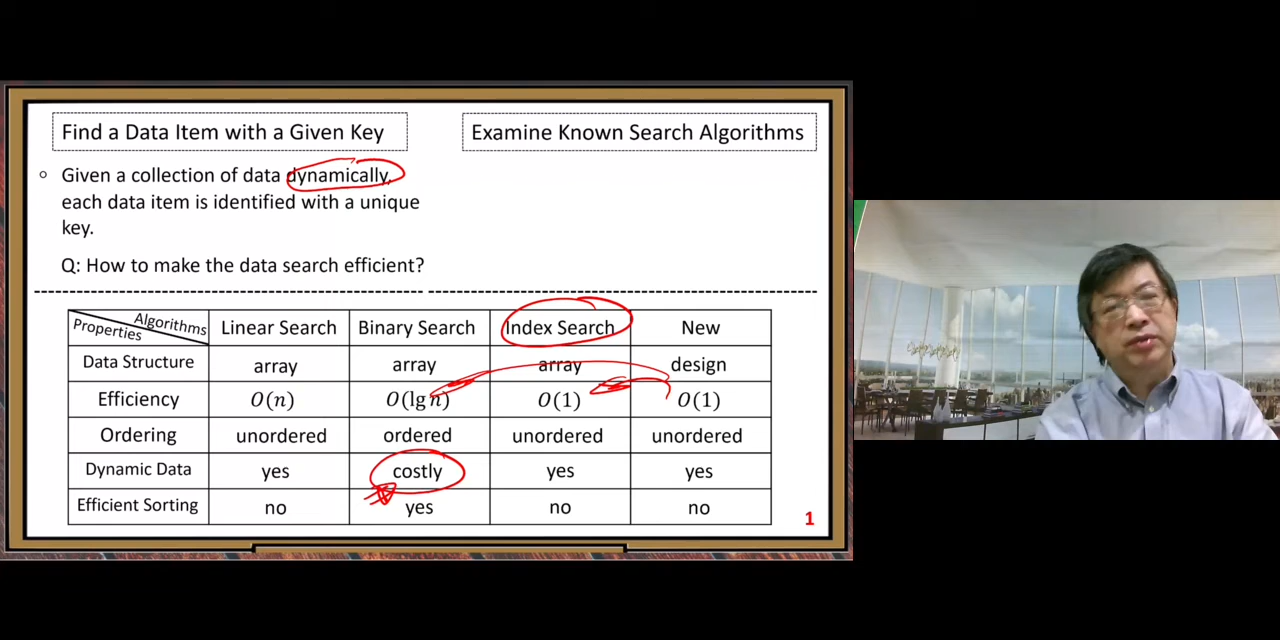 Find a Data Item with a Given Key
Examine Known Search Algorithms
Given a collection of data dynamically,
each data item is identified with a unique
key.
Q: How to make the data search efficient?
Properties Algorithms Linear Search Binary Search Index Search New
Data Structure array array array design
Efficiency O(n) O(lg n) O(1) O(1)
Ordering unordered ordered unordered unordered
Dynamic Data yes costly yes yes
Efficient Sorting no yes no no
1